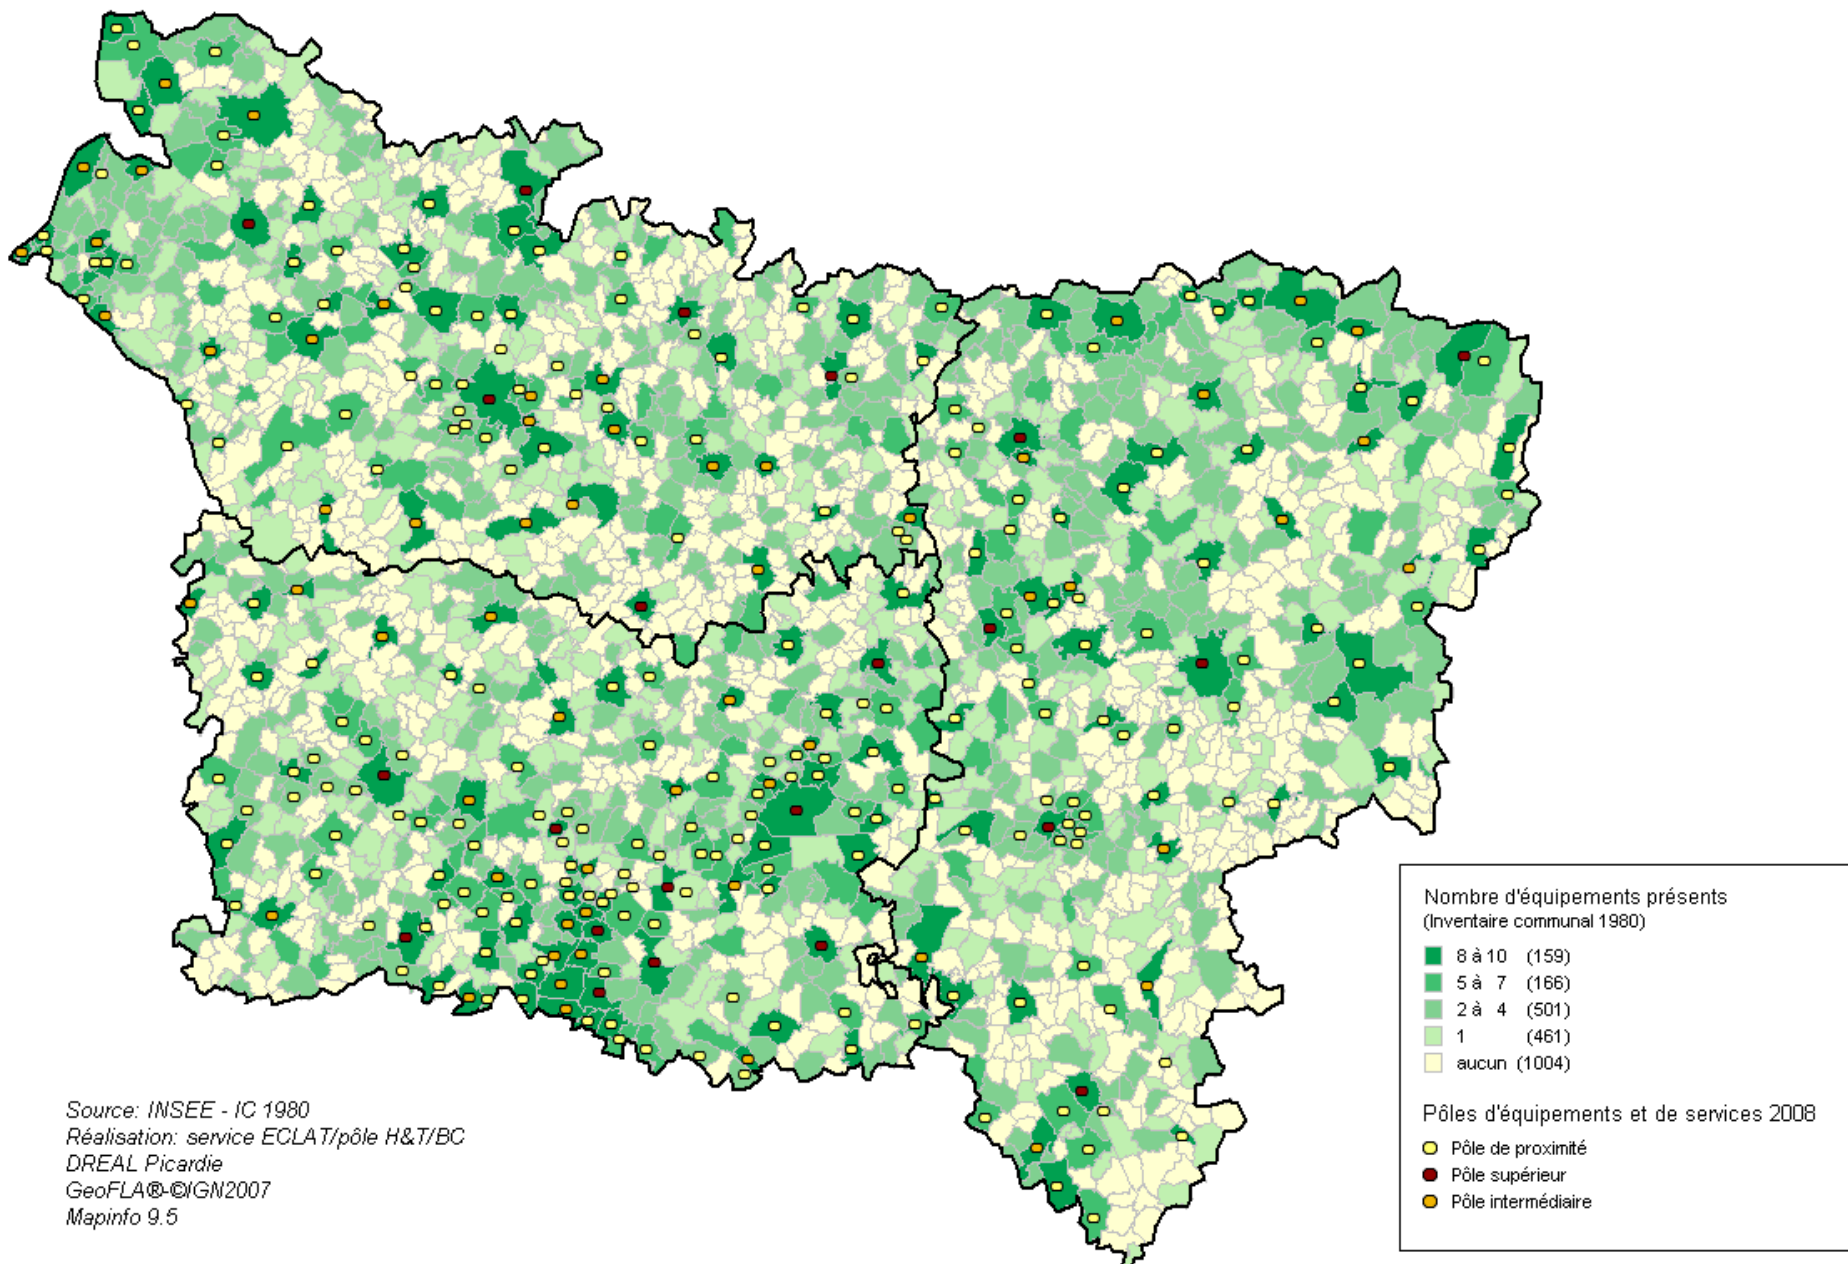 Nombre d'équipements présents
(Inventaire communal 1980)
8 à 10 (159)
5 à 7 (166)
2 à 4 (501)
1 (461)
aucun (1004)
Pôles d'équipements et de services 2008
Pôle de proximité
Pôle supérieur
Pôle intermédiaire
Source: INSEE - IC 1980
Réalisation: service ECLAT/pôle H&T/BC
DREAL Picardie
GeoFLA®-©IGN2007
Mapinfo 9.5